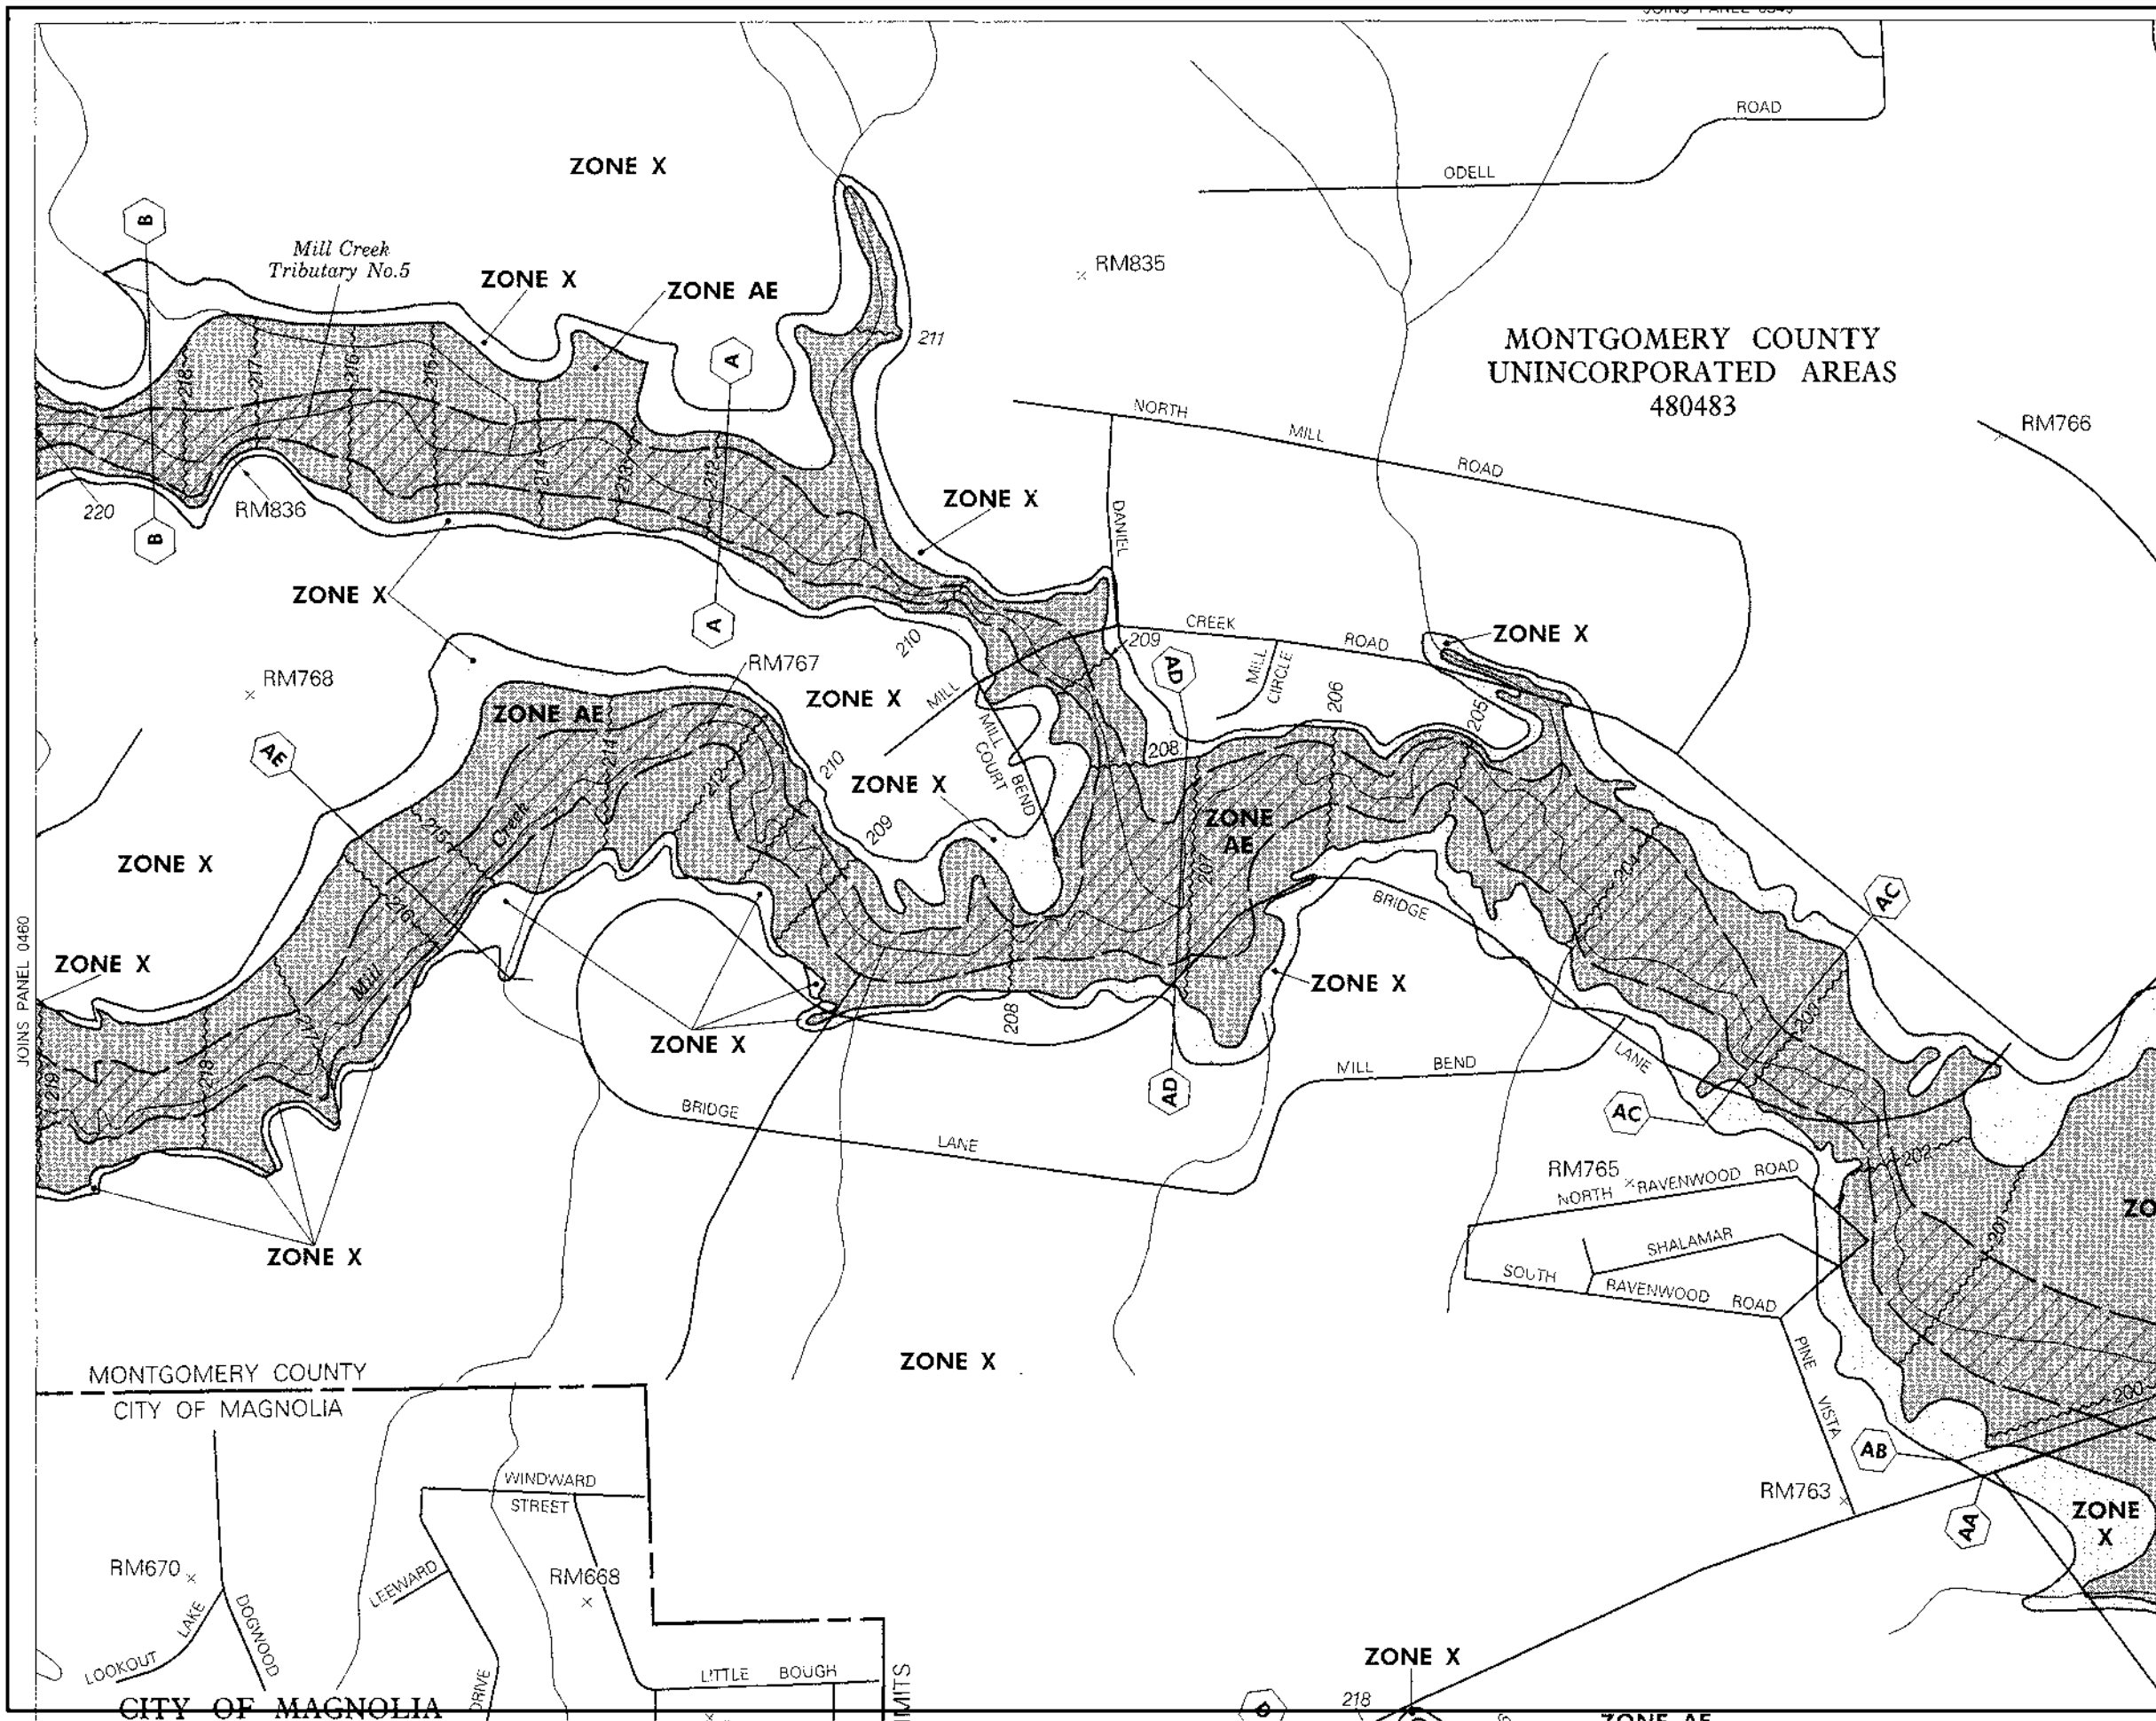 ROAD
ZONE X
ODELL
B
Mill Creek
Tributary No.5
ZONE X
ZONE AE
RM835
211
MONTGOMERY COUNTY
UNINCORPORATED AREAS
480483
A
218
217
216
215
NORTH
MILL
ROAD
RM766
214
213
212
220
RM836
B
ZONE X
DANIEL
ZONE X
A
210
CREEK
ROAD
209
ZONE X
RM768
RM767
ZONE X
MILL
AD
MILL
CIRCLE
206
205
ZONE AE
214
MILL
COURT
BEND
208
AE
212
210
ZONE X
209
ZONE
AE
207
204
215
Creek
ZONE X
216
BRIDGE
AC
JOINS PANEL 0460
ZONE X
Mill
217
ZONE X
208
203
ZONE X
LANE
219
218
MILL
BEND
AD
BRIDGE
LANE
AC
202
RM765
NORTH
RAVENWOOD
ROAD
ZO
201
ZONE X
SHALAMAR
SOUTH
RAVENWOOD
ROAD
ZONE X
PINE
VISTA
MONTGOMERY COUNTY
CITY OF MAGNOLIA
200
AB
WINDWARD
STREET
RM763
AA
ZONE
X
RM670
LEEWARD
RM668
LAKE
DOGWOOD
LOOKOUT
DRIVE
LITTLE
BOUGH
ZONE X
218
CITY OF MAGNOLIA
ZONE AE